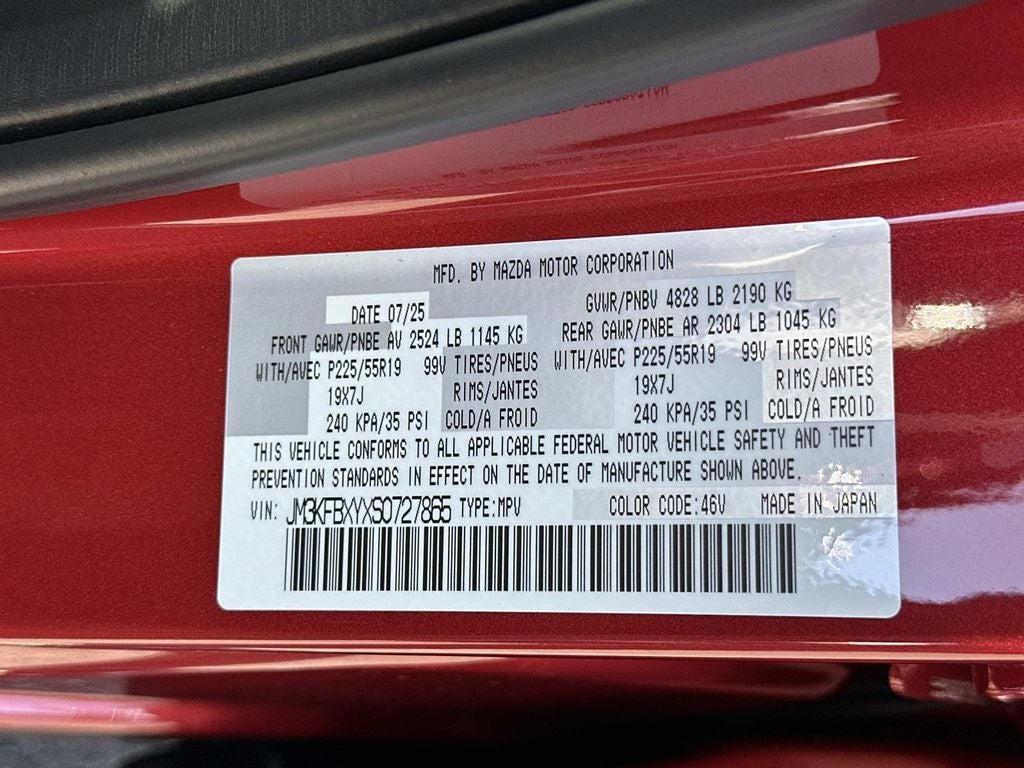 MFD. BY MAZDA MOTOR CORPORATION
DATE 07/25 GVWR/PNBV 4828 LB 2190 KG
FRONT GAWR/PNBE AV 2524 LB 1145 KG REAR GAWR/PNBE AR 2304 LB 1045 KG
WITH/AVEC P225/55R19 99V TIRES/PNEUS WITH/AVEC P225/55R19 99V TIRES/PNEUS
19X7J RIMS/JANTES 19X7J RIMS/JANTES
240 KPA/35 PSI COLD/A FROID 240 KPA/35 PSI COLD/A FROID
THIS VEHICLE CONFORMS TO ALL APPLICABLE FEDERAL MOTOR VEHICLE SAFETY AND THEFT
PREVENTION STANDARDS IN EFFECT ON THE DATE OF MANUFACTURE SHOWN ABOVE.
VIN: JM3KFBXYXS0727865 TYPE:MPV COLOR CODE:46V MADE IN JAPAN